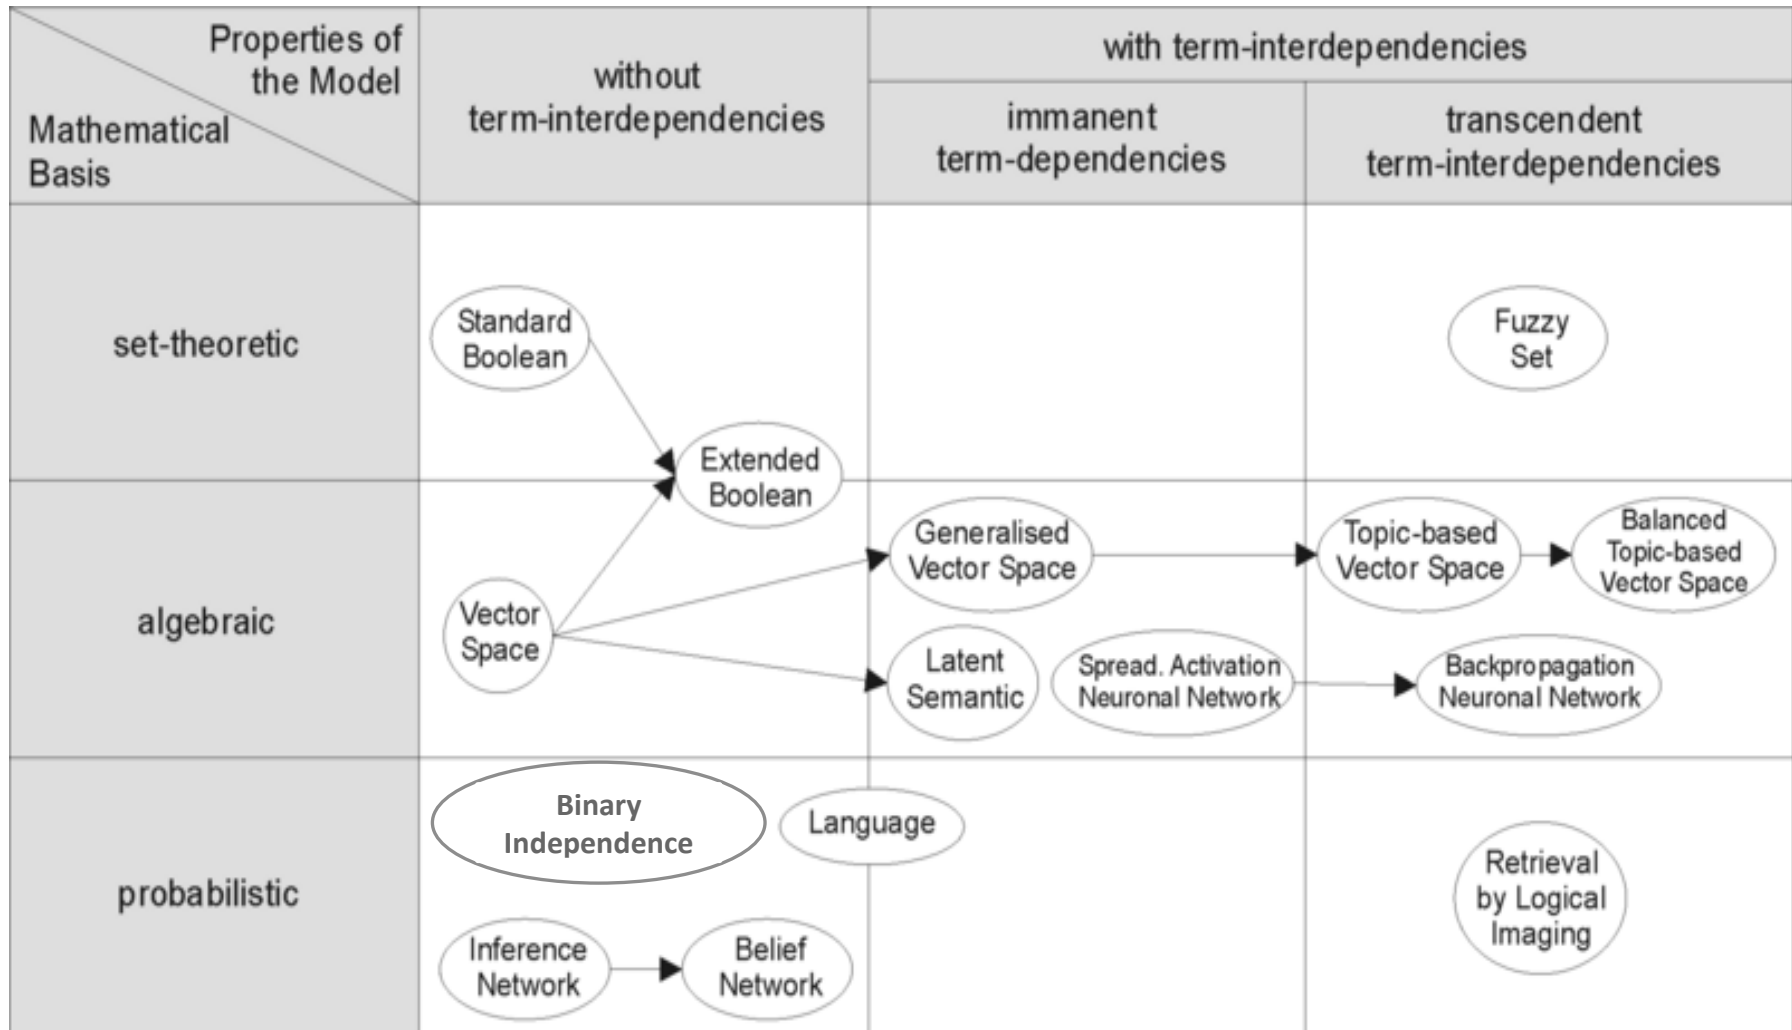 Properties of
the Model
Mathematical
Basis
without
term-interdependencies
with term-interdependencies
immanent
term-dependencies
transcendent
term-interdependencies
set-theoretic
Standard
Boolean
Extended
Boolean
Fuzzy
Set
algebraic
Vector
Space
Generalised
Vector Space
Topic-based
Vector Space
Balanced
Topic-based
Vector Space
Latent
Semantic
Spread. Activation
Neuronal Network
Backpropagation
Neuronal Network
probabilistic
Binary
Independence
Language
Inference
Network
Belief
Network
Retrieval
by Logical
Imaging